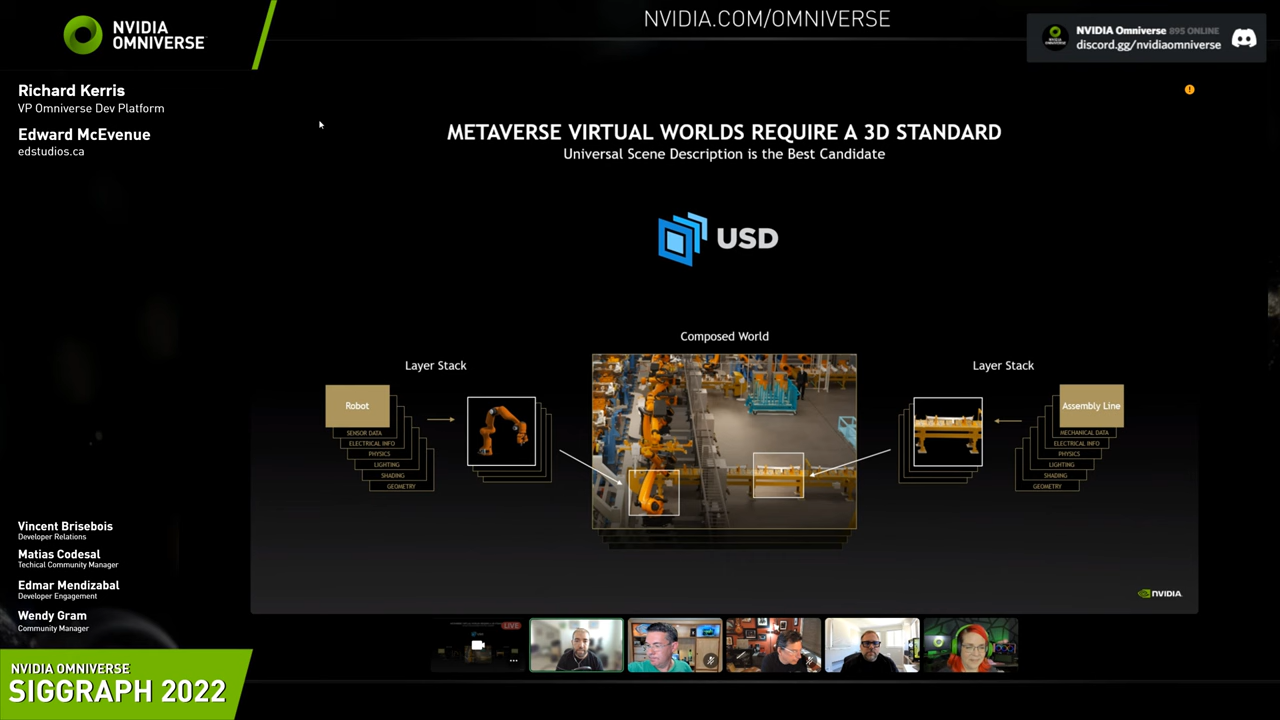 NVIDIA
OMNIVERSE
NVIDIA.COM/OMNIVERSE
NVIDIA Omniverse 895 ONLINE
discord.gg/nvidiaomniverse
Richard Kerris
VP Omniverse Dev Platform
Edward McEvenue
edstudios.ca
METAVERSE VIRTUAL WORLDS REQUIRE A 3D STANDARD
Universal Scene Description is the Best Candidate
USD
Composed World
Layer Stack
Robot
SENSOR DATA
ELECTRICAL INFO
PHYSICS
LIGHTING
SHADING
GEOMETRY
Layer Stack
Assembly Line
MECHANICAL DATA
ELECTRICAL INFO
PHYSICS
LIGHTING
SHADING
GEOMETRY
NVIDIA.
Vincent Brisebois
Developer Relations
Matias Codesal
Techical Community Manager
Edmar Mendizabal
Developer Engagement
Wendy Gram
Community Manager
LIVE
NVIDIA OMNIVERSE
SIGGRAPH 2022